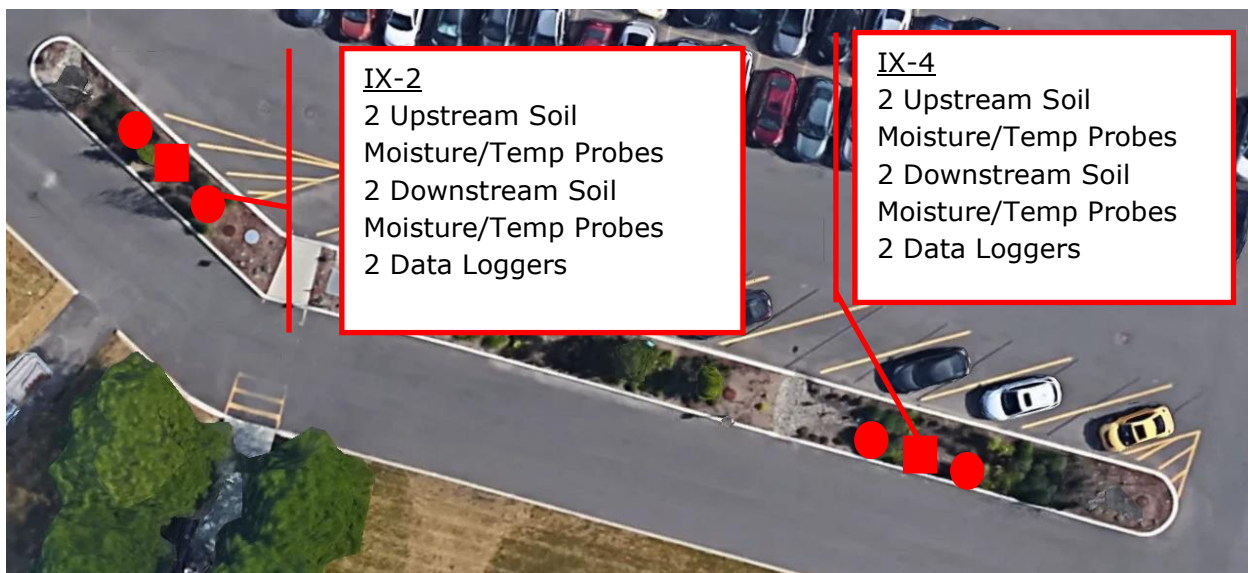 IX-2
2 Upstream Soil
Moisture/Temp Probes
2 Downstream Soil
Moisture/Temp Probes
2 Data Loggers
IX-4
2 Upstream Soil
Moisture/Temp Probes
2 Downstream Soil
Moisture/Temp Probes
2 Data Loggers